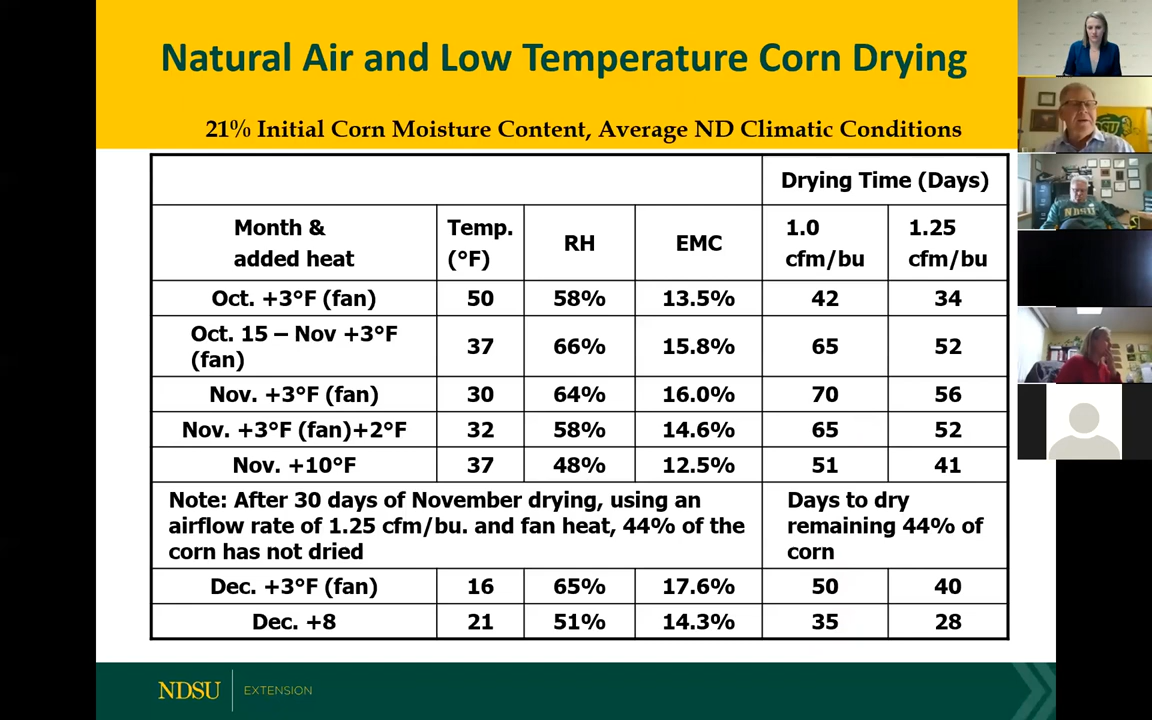 Natural Air and Low Temperature Corn Drying
21% Initial Corn Moisture Content, Average ND Climatic Conditions
Drying Time (Days)
Month & added heat Temp. (°F) RH EMC 1.0 cfm/bu 1.25 cfm/bu
Oct. +3°F (fan) 50 58% 13.5% 42 34
Oct. 15 – Nov +3°F (fan) 37 66% 15.8% 65 52
Nov. +3°F (fan) 30 64% 16.0% 70 56
Nov. +3°F (fan)+2°F 32 58% 14.6% 65 52
Nov. +10°F 37 48% 12.5% 51 41
Note: After 30 days of November drying, using an
airflow rate of 1.25 cfm/bu. and fan heat, 44% of the
corn has not dried
Days to dry
remaining 44% of
corn
Dec. +3°F (fan) 16 65% 17.6% 50 40
Dec. +8 21 51% 14.3% 35 28
NDSU EXTENSION
NDSU